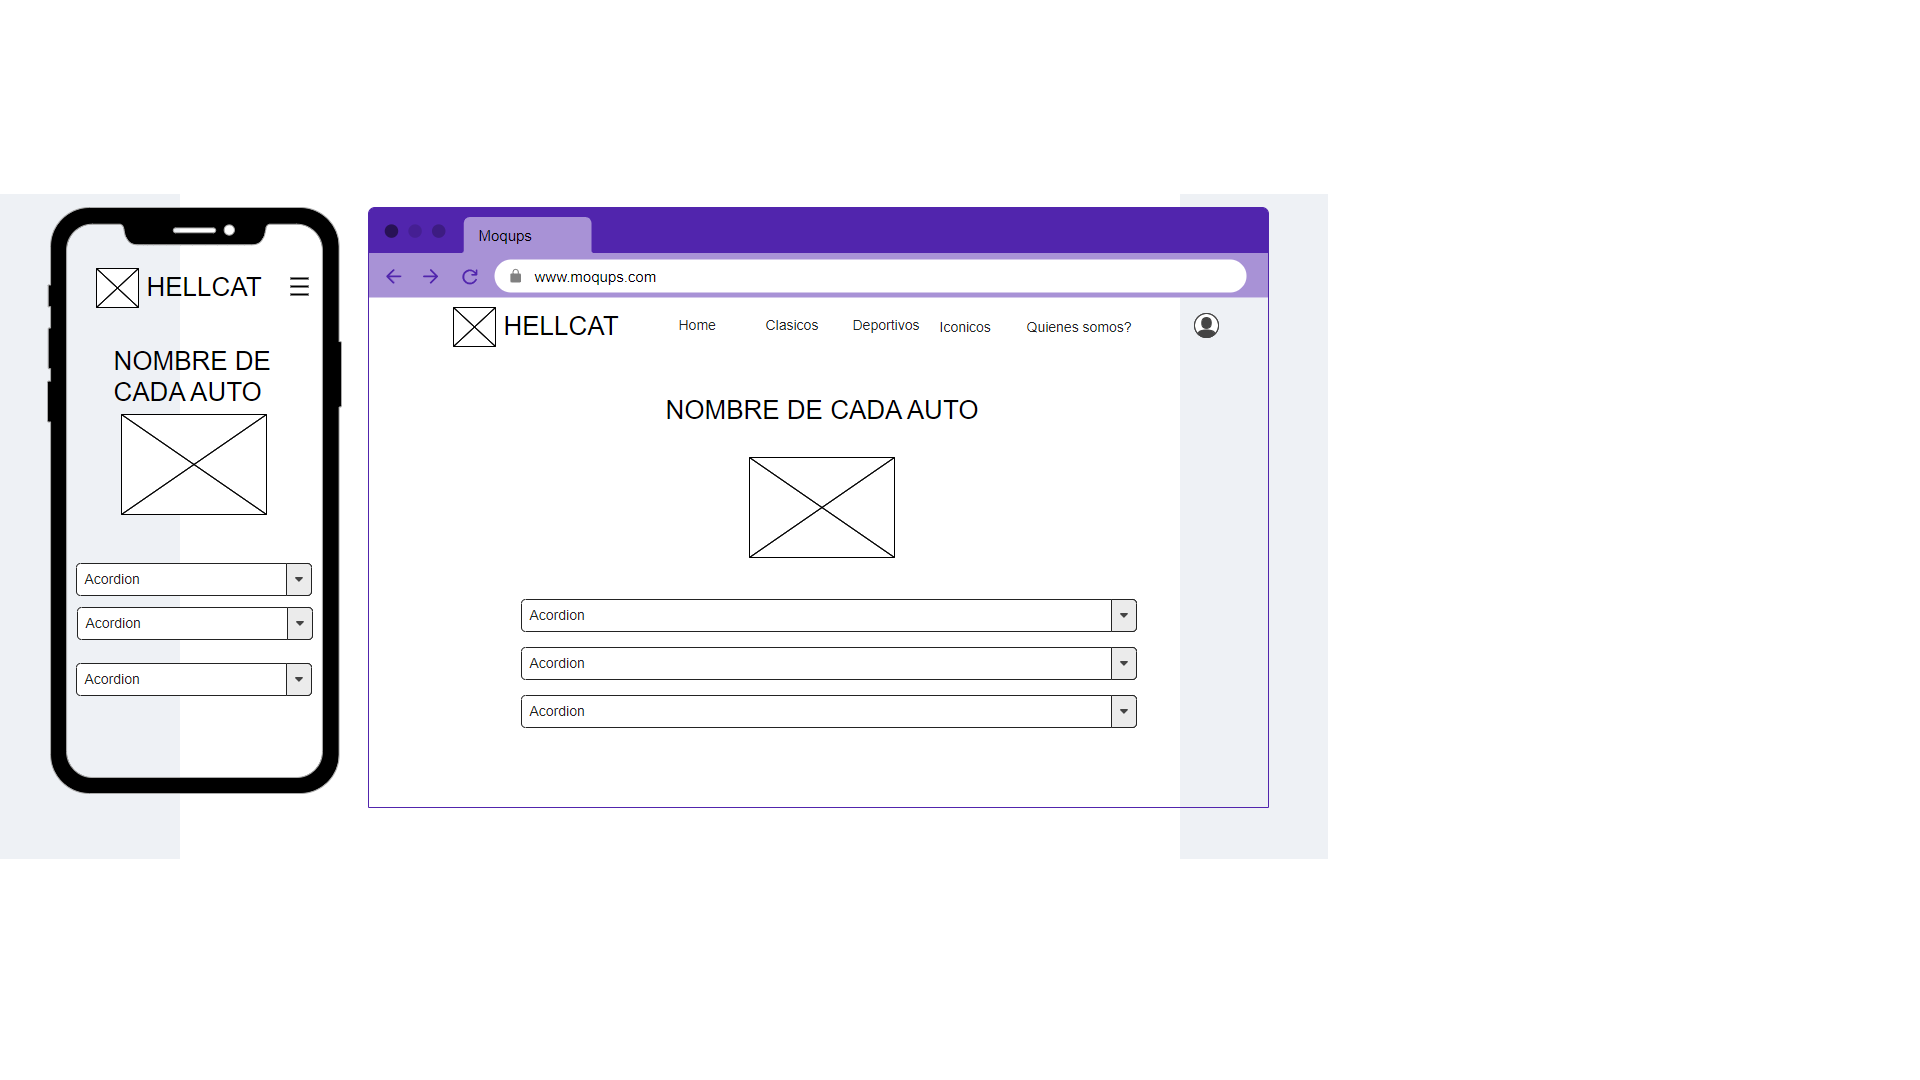 HELLCAT
NOMBRE DE
CADA AUTO
Acordion
Acordion
Acordion
Moqups
www.moqups.com
HELLCAT
Home
Clasicos
Deportivos
Iconicos
Quienes somos?
NOMBRE DE CADA AUTO
Acordion
Acordion
Acordion